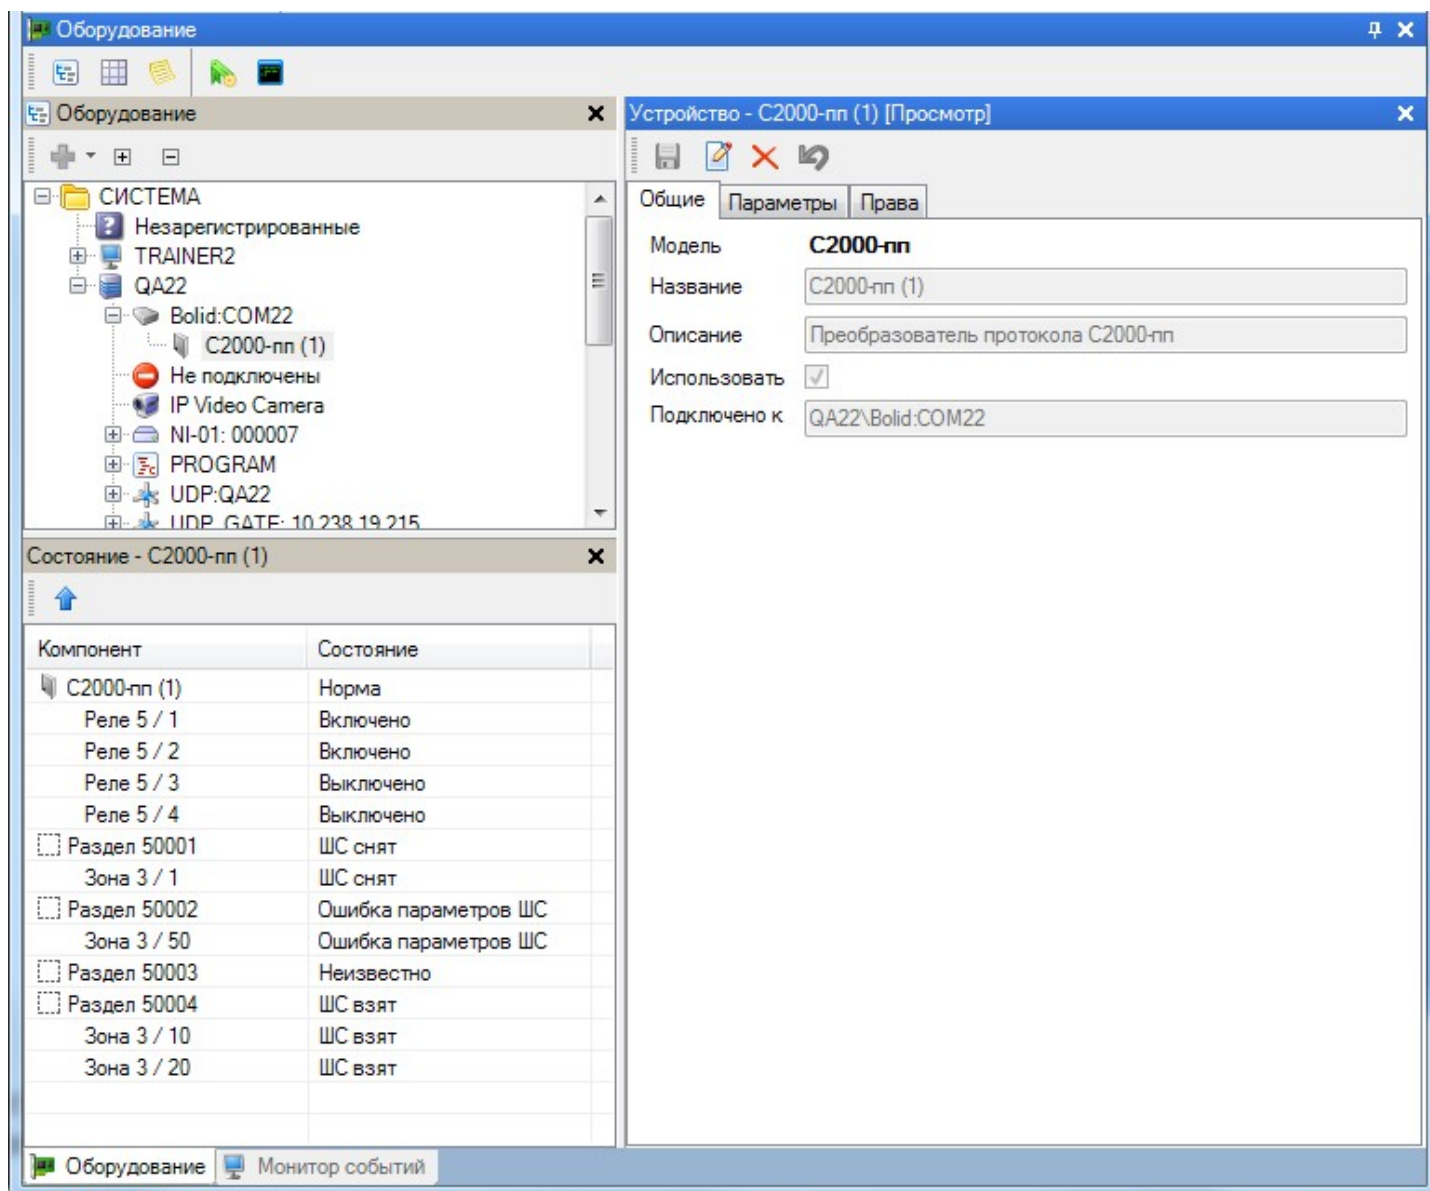 Оборудование
Оборудование
СИСТЕМА
Незарегистрированные
TRAINER2
QA22
Bolid:COM22
С2000-пп (1)
Не подключены
IP Video Camera
NI-01: 000007
PROGRAM
UDP:QA22
UDP_GATE: 10.238.19.215
Состояние - С2000-пп (1)
Компонент Состояние
С2000-пп (1) Норма
Реле 5 / 1 Включено
Реле 5 / 2 Включено
Реле 5 / 3 Выключено
Реле 5 / 4 Выключено
Раздел 50001 ШС снят
Зона 3 / 1 ШС снят
Раздел 50002 Ошибка параметров ШС
Зона 3 / 50 Ошибка параметров ШС
Раздел 50003 Неизвестно
Раздел 50004 ШС взят
Зона 3 / 10 ШС взят
Зона 3 / 20 ШС взят
Устройство - С2000-пп (1) [Просмотр]
Общие Параметры Права
Модель С2000-пп
Название С2000-пп (1)
Описание Преобразователь протокола С2000-пп
Использовать
Подключено к QA22\Bolid:COM22
Оборудование Монитор событий